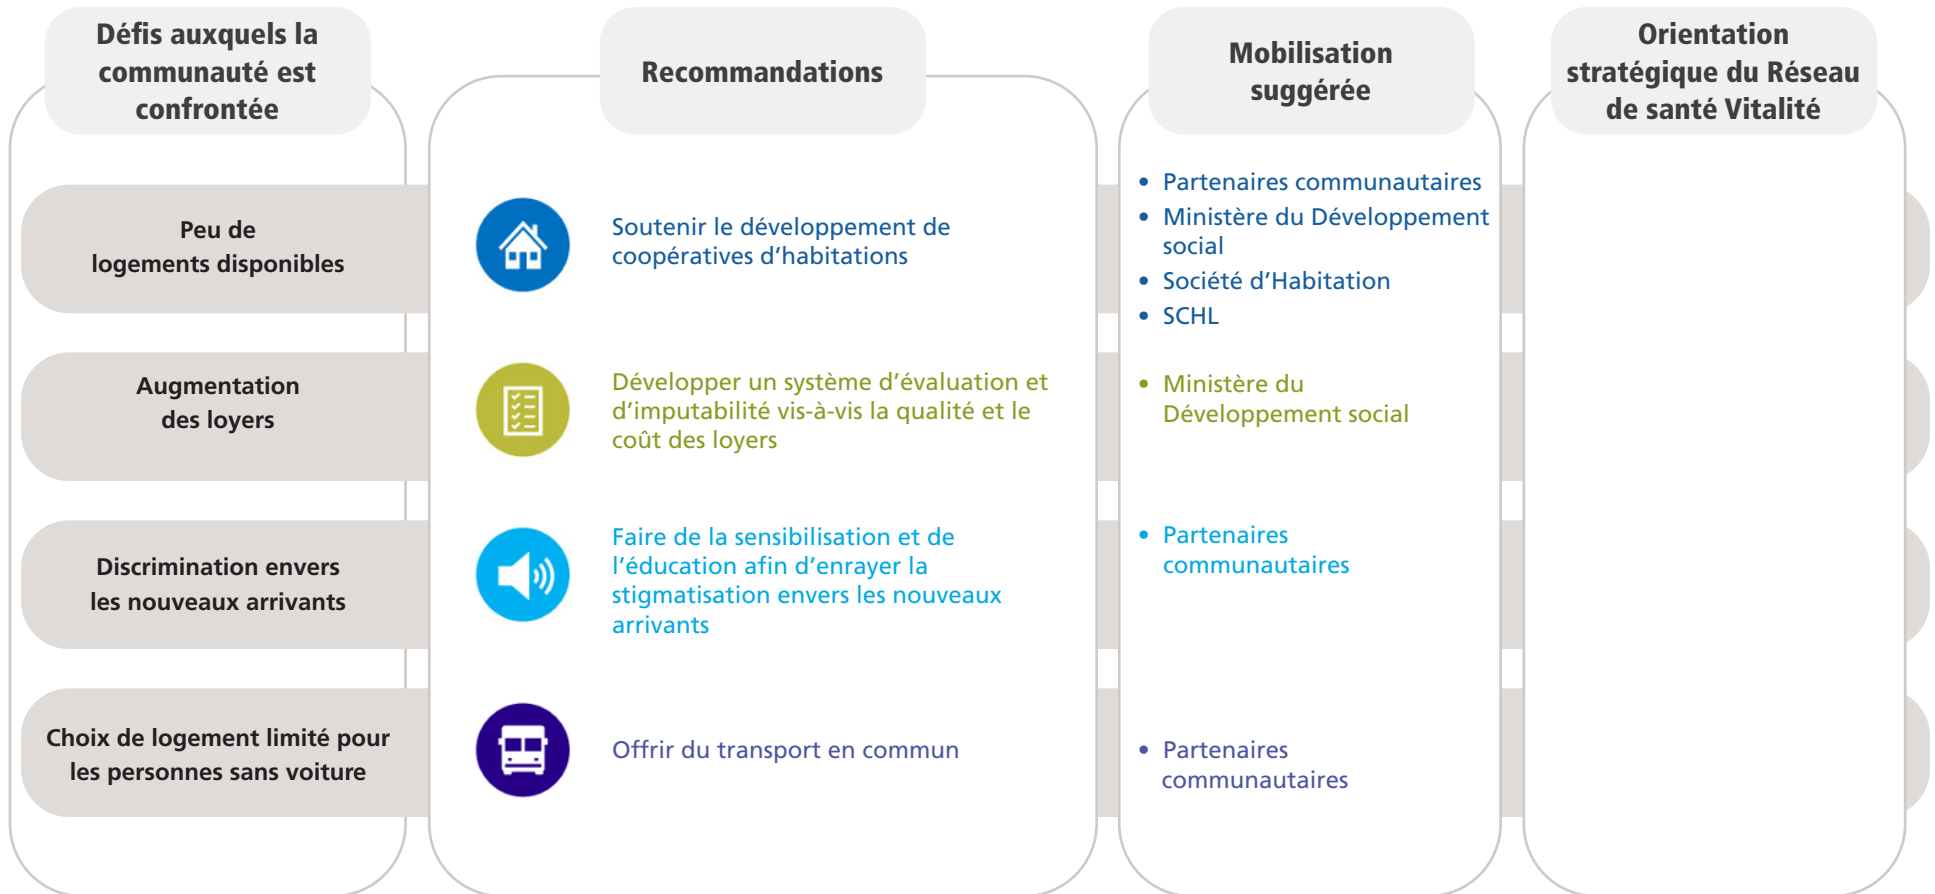 Défis auxquels la
communauté est
confrontée
Recommandations
Mobilisation
suggérée
Orientation
stratégique du Réseau
de santé Vitalité
Peu de
logements disponibles
Soutenir le développement de
coopératives d'habitations
• Partenaires communautaires
• Ministère du Développement
social
• Société d'Habitation
• SCHL
Augmentation
des loyers
Développer un système d'évaluation et
d'imputabilité vis-à-vis la qualité et le
coût des loyers
• Ministère du
Développement social
Discrimination envers
les nouveaux arrivants
Faire de la sensibilisation et de
l'éducation afin d'enrayer la
stigmatisation envers les nouveaux
arrivants
• Partenaires
communautaires
Choix de logement limité pour
les personnes sans voiture
Offrir du transport en commun
• Partenaires
communautaires